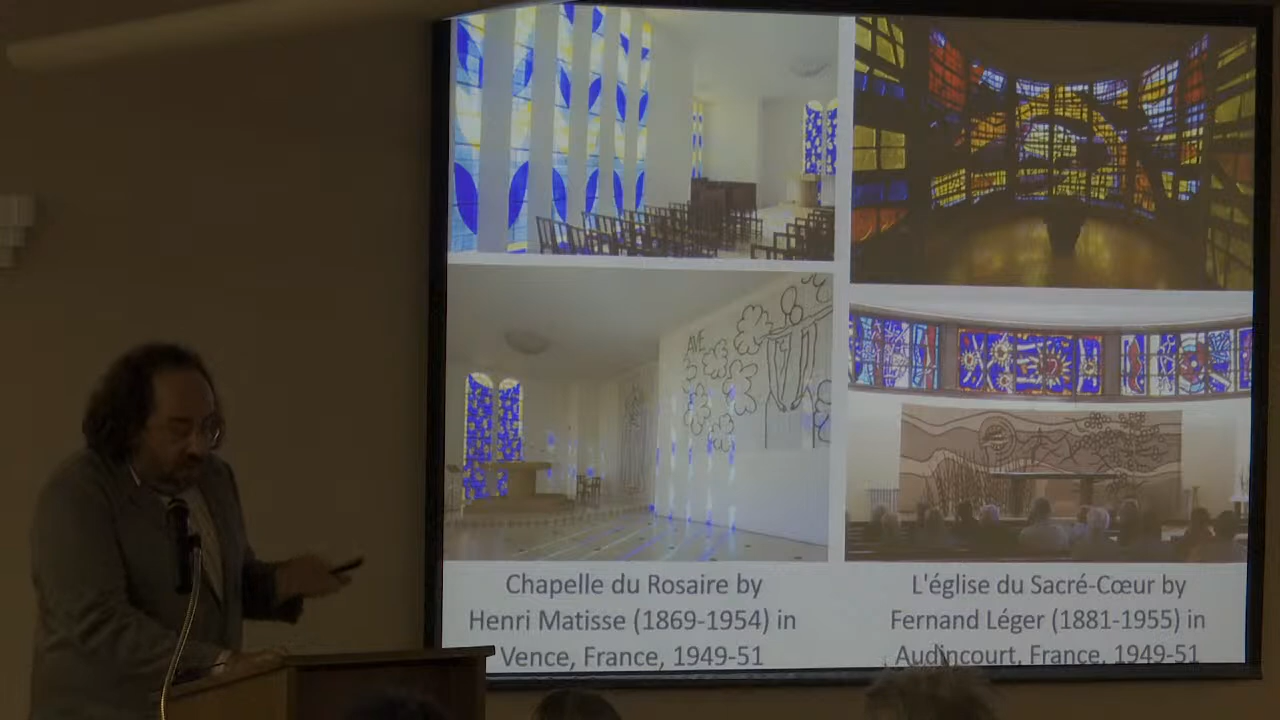 AVE
Chapelle du Rosaire by
Henri Matisse (1869-1954) in
Vence, France, 1949-51
L'église du Sacré-Cœur by
Fernand Léger (1881-1955) in
Audincourt, France, 1949-51